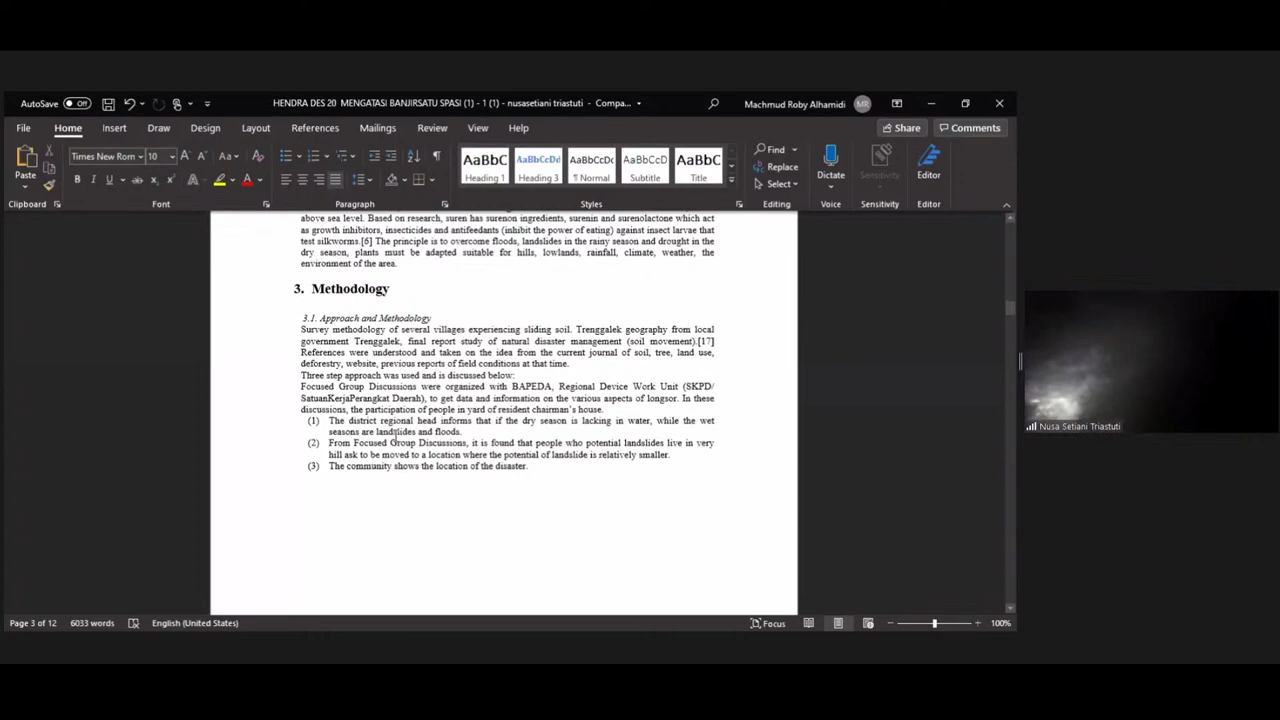 AutoSave Off HENDRA DES 20 MENGATASI BANJIRSATU SPASI (1) - 1 (1) - nusasetiani triastuti - Compa... Machmud Roby Alhamidi MR
File Home Insert Draw Design Layout References Mailings Review View Help Share Comments
Paste Times New Rom 10 AaBbC AaBbCcDd AaBbCc AaBbCcD AaBbC Find Replace Select Dictate Sensitivity Editor
Heading 1 Heading 3 ¶ Normal Subtitle Title
Clipboard Font Paragraph Styles Editing Voice Sensitivity Editor
above sea level. Based on research, suren has surenon ingredients, surenin and surenolactone which act
as growth inhibitors, insecticides and antifeedants (inhibit the power of eating) against insect larvae that
test silkworms.[6] The principle is to overcome floods, landslides in the rainy season and drought in the
dry season, plants must be adapted suitable for hills, lowlands, rainfall, climate, weather, the
environment of the area.
3. Methodology
3.1. Approach and Methodology
Survey methodology of several villages experiencing sliding soil. Trenggalek geography from local
government Trenggalek, final report study of natural disaster management (soil movement).[17]
References were understood and taken on the idea from the current journal of soil, tree, land use,
deforestry, website, previous reports of field conditions at that time.
Three step approach was used and is discussed below:
Focused Group Discussions were organized with BAPEDA, Regional Device Work Unit (SKPD/
SatuanKerjaPerangkat Daerah), to get data and information on the various aspects of longsor. In these
discussions, the participation of people in yard of resident chairman's house.
(1) The district regional head informs that if the dry season is lacking in water, while the wet
seasons are landslides and floods.
(2) From Focused Group Discussions, it is found that people who potential landslides live in very
hill ask to be moved to a location where the potential of landslide is relatively smaller.
(3) The community shows the location of the disaster.
Nusa Setiani Triastuti
Page 3 of 12 6033 words English (United States) Focus 100%